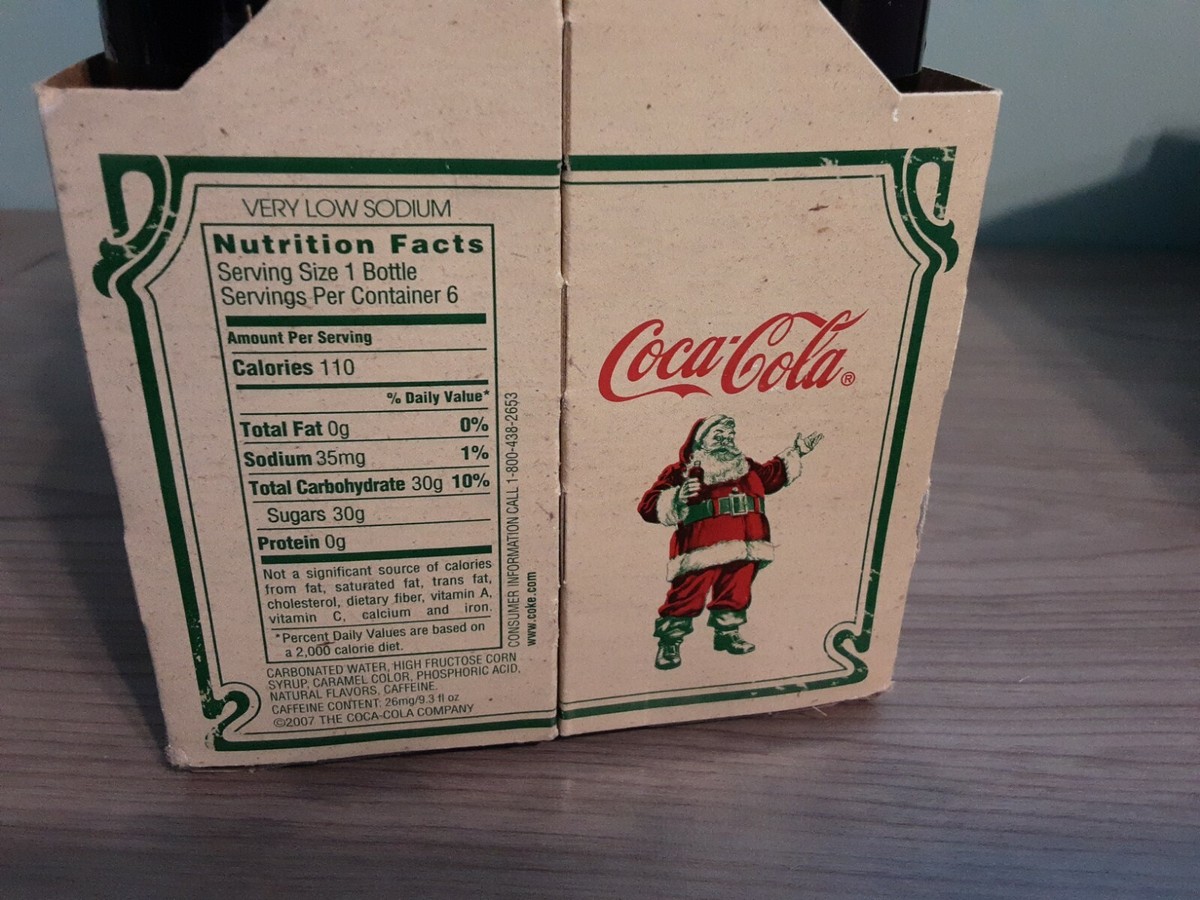 VERY LOW SODIUM
Nutrition Facts
Serving Size 1 Bottle
Servings Per Container 6
Amount Per Serving
Calories 110
% Daily Value*
Total Fat 0g 0%
Sodium 35mg 1%
Total Carbohydrate 30g 10%
Sugars 30g
Protein 0g
Not a significant source of calories
from fat, saturated fat, trans fat,
cholesterol, dietary fiber, vitamin A,
vitamin C, calcium and iron.
*Percent Daily Values are based on
a 2,000 calorie diet.
CARBONATED WATER, HIGH FRUCTOSE CORN
SYRUP, CARAMEL COLOR, PHOSPHORIC ACID,
NATURAL FLAVORS, CAFFEINE.
CAFFEINE CONTENT: 26mg/9.3 fl oz
©2007 THE COCA-COLA COMPANY
CONSUMER INFORMATION CALL 1-800-438-2653
www.coke.com
Coca-Cola®